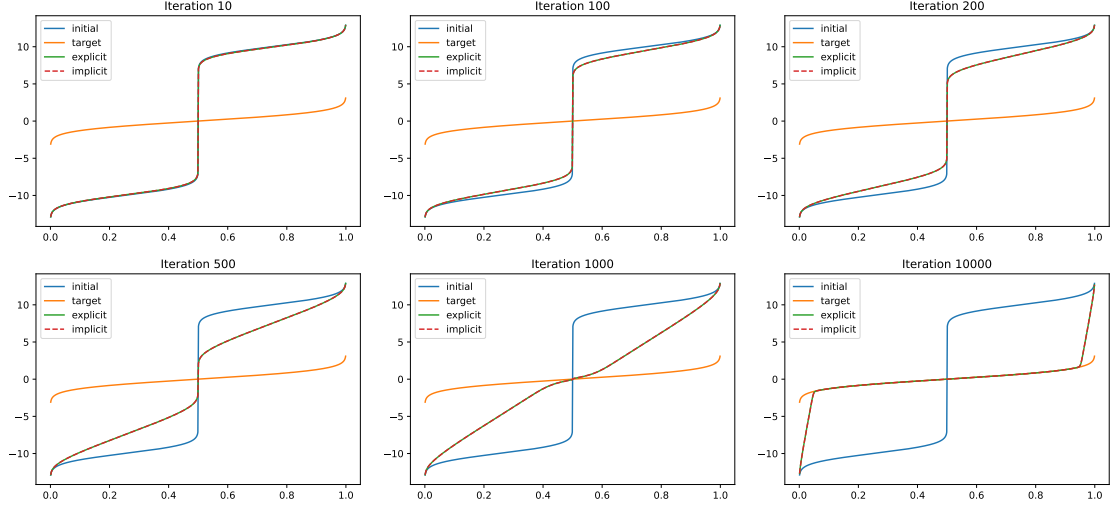 Iteration 10
initial
target
explicit
implicit
10
5
0
−5
−10
0.0 0.2 0.4 0.6 0.8 1.0
Iteration 100
initial
target
explicit
implicit
10
5
0
−5
−10
0.0 0.2 0.4 0.6 0.8 1.0
Iteration 200
initial
target
explicit
implicit
10
5
0
−5
−10
0.0 0.2 0.4 0.6 0.8 1.0
Iteration 500
initial
target
explicit
implicit
10
5
0
−5
−10
0.0 0.2 0.4 0.6 0.8 1.0
Iteration 1000
initial
target
explicit
implicit
10
5
0
−5
−10
0.0 0.2 0.4 0.6 0.8 1.0
Iteration 10000
initial
target
explicit
implicit
10
5
0
−5
−10
0.0 0.2 0.4 0.6 0.8 1.0